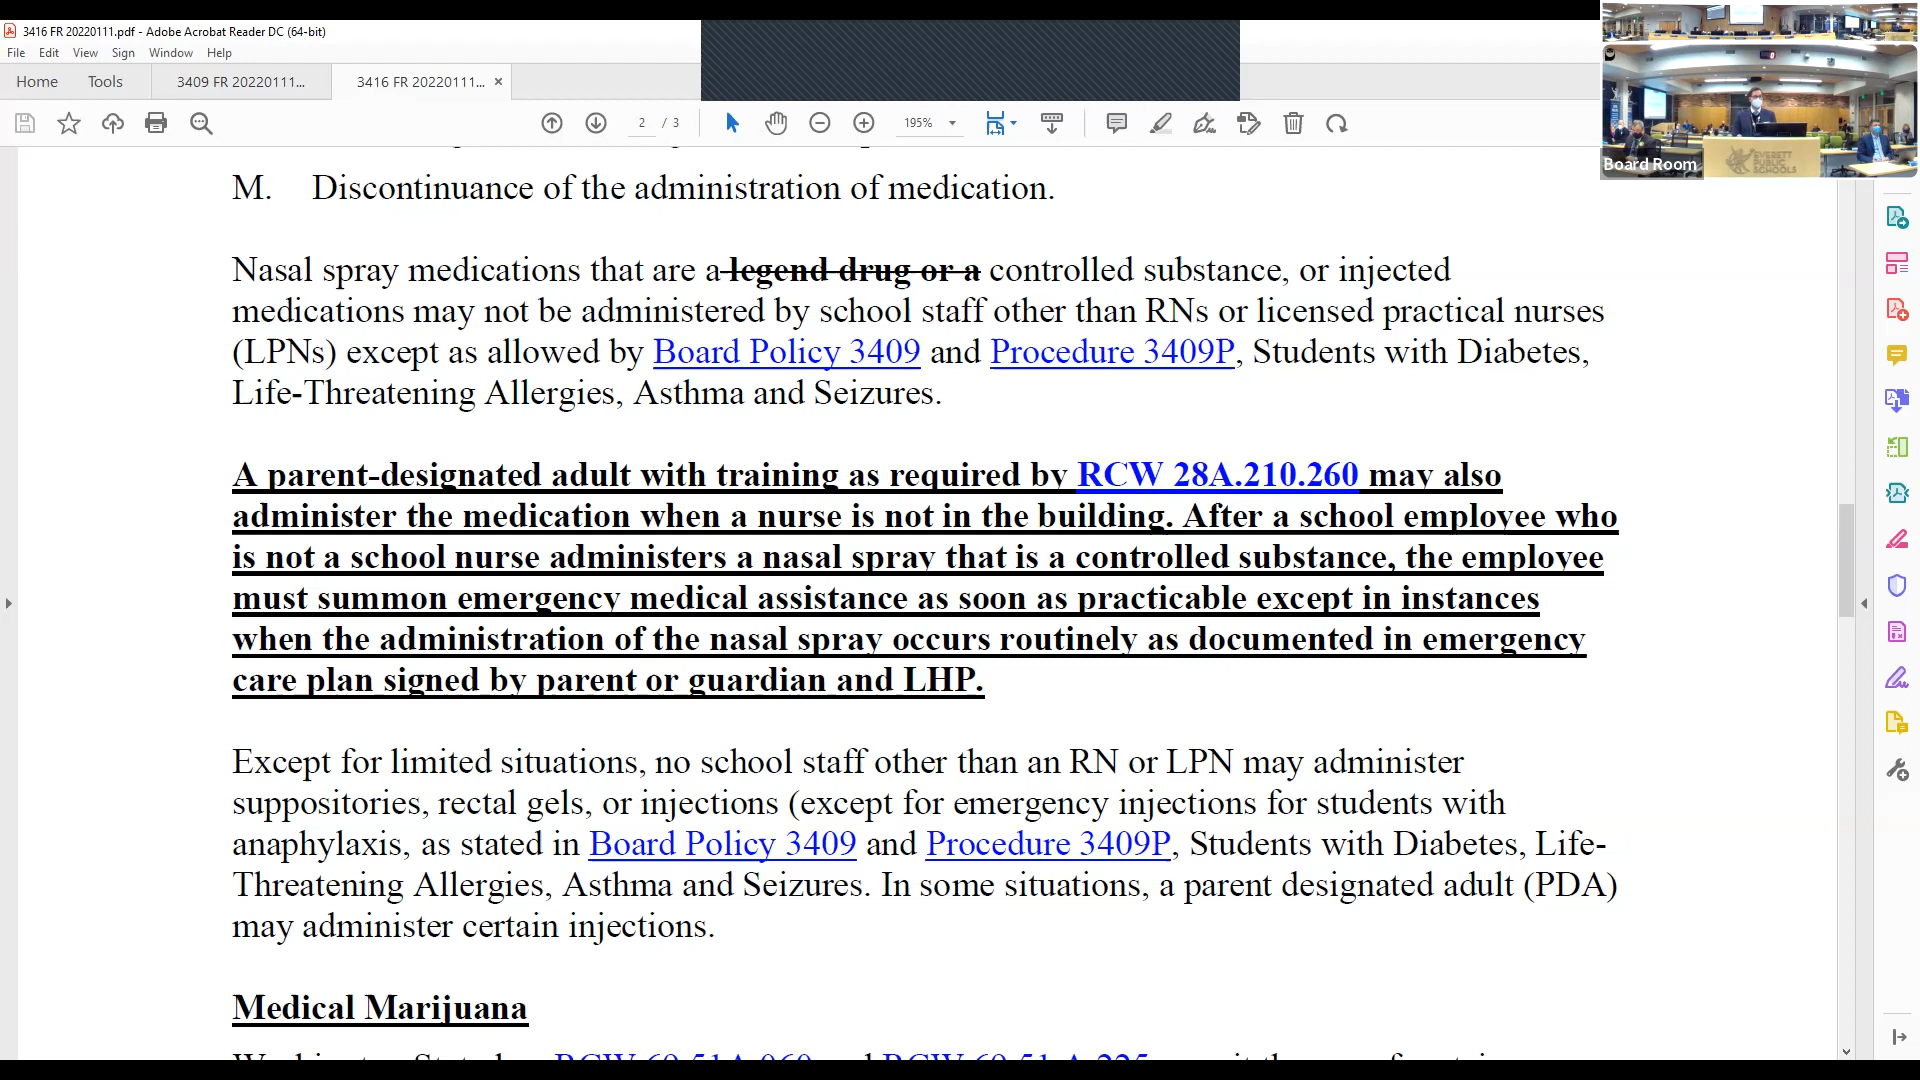 3416 FR 20220111.pdf - Adobe Acrobat Reader DC (64-bit)
File Edit View Sign Window Help
Home Tools 3409 FR 20220111... 3416 FR 20220111... ×
2 / 3 195%
Board Room
EVERETT
PUBLIC
SCHOOLS
M. Discontinuance of the administration of medication.
Nasal spray medications that are a legend drug or a controlled substance, or injected
medications may not be administered by school staff other than RNs or licensed practical nurses
(LPNs) except as allowed by Board Policy 3409 and Procedure 3409P, Students with Diabetes,
Life-Threatening Allergies, Asthma and Seizures.
A parent-designated adult with training as required by RCW 28A.210.260 may also
administer the medication when a nurse is not in the building. After a school employee who
is not a school nurse administers a nasal spray that is a controlled substance, the employee
must summon emergency medical assistance as soon as practicable except in instances
when the administration of the nasal spray occurs routinely as documented in emergency
care plan signed by parent or guardian and LHP.
Except for limited situations, no school staff other than an RN or LPN may administer
suppositories, rectal gels, or injections (except for emergency injections for students with
anaphylaxis, as stated in Board Policy 3409 and Procedure 3409P, Students with Diabetes, Life-
Threatening Allergies, Asthma and Seizures. In some situations, a parent designated adult (PDA)
may administer certain injections.
Medical Marijuana